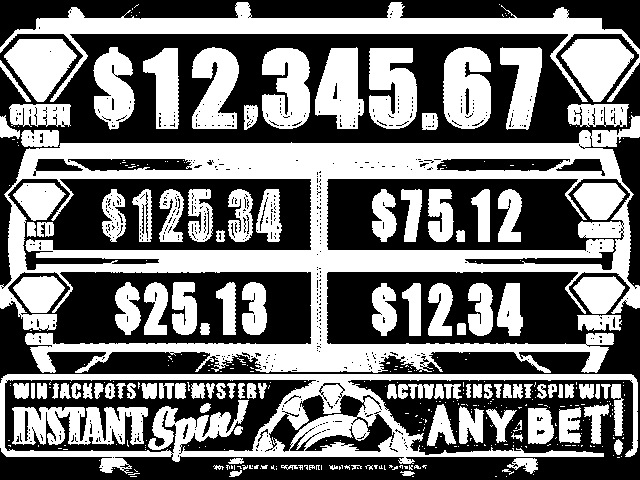 $12,345.67
GREEN GEM GREEN GEM
$125.34 $75.12
RED GEM ORANGE GEM
$25.13 $12.34
BLUE GEM PURPLE GEM
WIN JACKPOTS WITH MYSTERY
INSTANT Spin!
ACTIVATE INSTANT SPIN WITH
ANY BET!